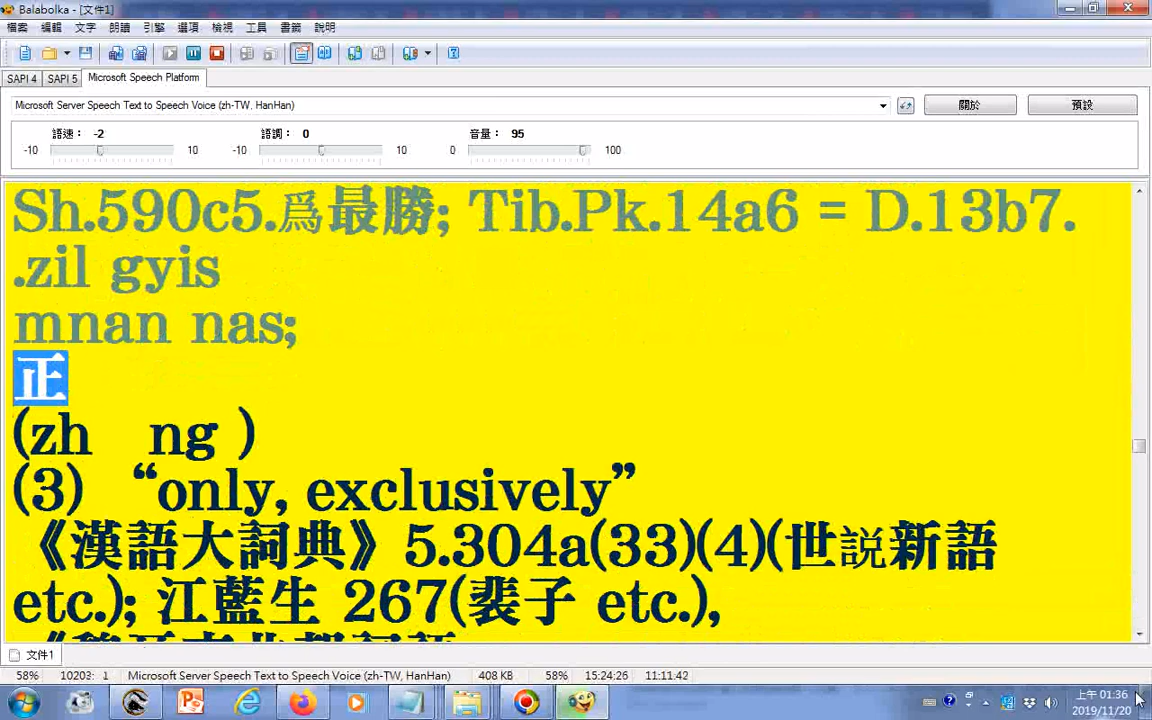 Balabolka - [文件1]
檔案 編輯 文字 朗讀 引擎 選項 檢視 工具 書籤 說明
SAPI 4 SAPI 5 Microsoft Speech Platform
Microsoft Server Speech Text to Speech Voice (zh-TW, HanHan) 關於 預設
語速： -2 語調： 0 音量： 95
-10 10 -10 10 0 100
Sh.590c5.爲最勝; Tib.Pk.14a6 = D.13b7.
.zil gyis
mnan nas;
正
(zh ng )
(3) “only, exclusively”
《漢語大詞典》5.304a(33)(4)(世説新語
etc.); 江藍生 267(裴子 etc.),
文件1
58% 10203: 1 Microsoft Server Speech Text to Speech Voice (zh-TW, HanHan) 408 KB 58% 15:24:26 11:11:42
上午 01:36
2019/11/20